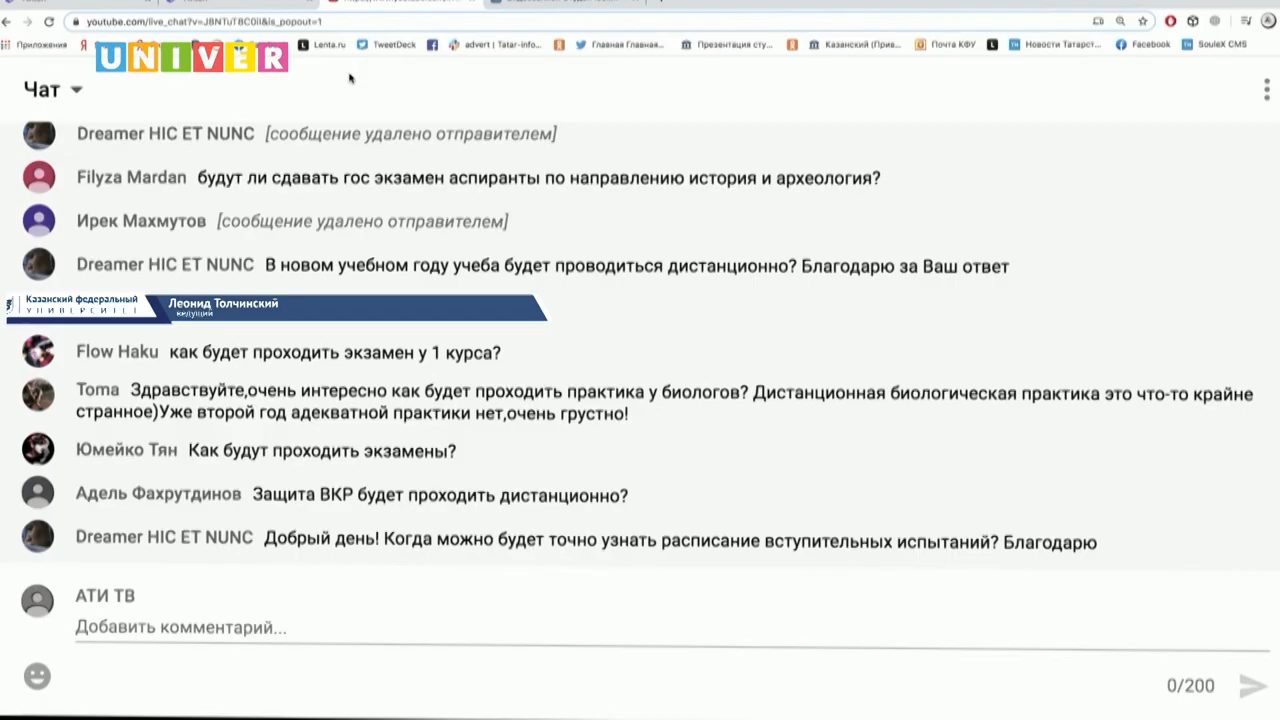 youtube.com/live_chat?v=J8NTuT8C0lI&is_popout=1
Приложения
Lenta.ru
TweetDeck
advert | Tatar-info...
Главная Главная...
Презентация сту...
Казанский (Прив...
Почта КФУ
Новости Татарст...
Facebook
SouleX CMS
UNIVER
Чат
Dreamer HIC ET NUNC [сообщение удалено отправителем]
Filyza Mardan будут ли сдавать гос экзамен аспиранты по направлению история и археология?
Ирек Махмутов [сообщение удалено отправителем]
Dreamer HIC ET NUNC В новом учебном году учеба будет проводиться дистанционно? Благодарю за Ваш ответ
Казанский федеральный
УНИВЕРСИТЕТ
Леонид Толчинский
ведущий
Flow Haku как будет проходить экзамен у 1 курса?
Toma Здравствуйте,очень интересно как будет проходить практика у биологов? Дистанционная биологическая практика это что-то крайне
странное)Уже второй год адекватной практики нет,очень грустно!
Юмейко Тян Как будут проходить экзамены?
Адель Фахрутдинов Защита ВКР будет проходить дистанционно?
Dreamer HIC ET NUNC Добрый день! Когда можно будет точно узнать расписание вступительных испытаний? Благодарю
АТИ ТВ
Добавить комментарий...
0/200